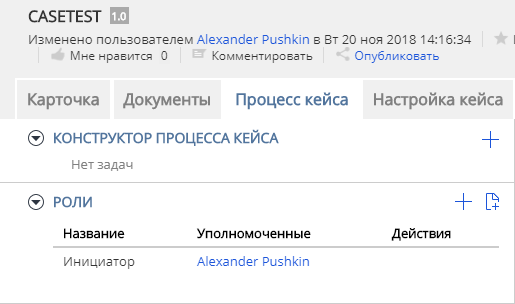 CASETEST 1.0
Изменено пользователем Alexander Pushkin в Вт 20 ноя 2018 14:16:34
Мне нравится 0 Комментировать Опубликовать
Карточка Документы Процесс кейса Настройка кейса
КОНСТРУКТОР ПРОЦЕССА КЕЙСА
Нет задач
РОЛИ
Название Уполномоченные Действия
Инициатор Alexander Pushkin